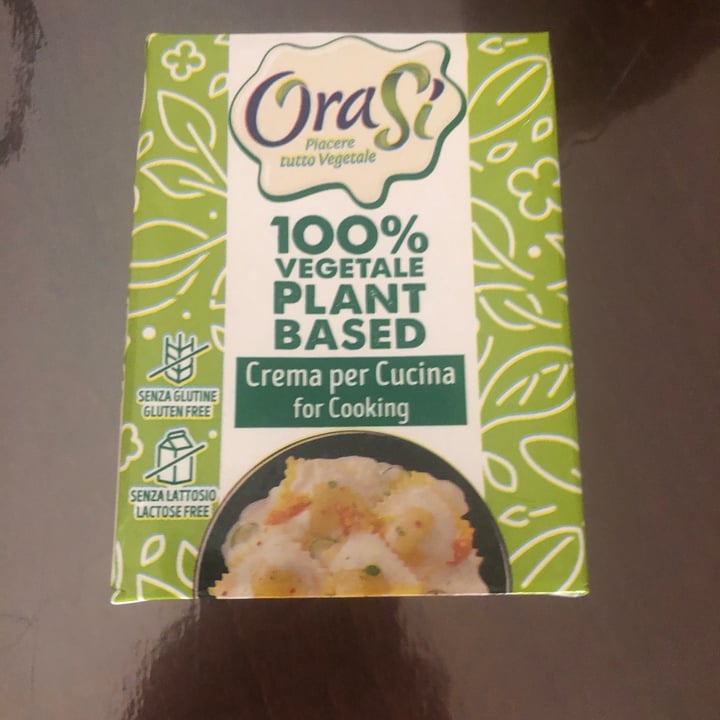 OraSì
Piacere
tutto Vegetale
100%
VEGETALE
PLANT
BASED
Crema per Cucina
for Cooking
SENZA GLUTINE
GLUTEN FREE
SENZA LATTOSIO
LACTOSE FREE